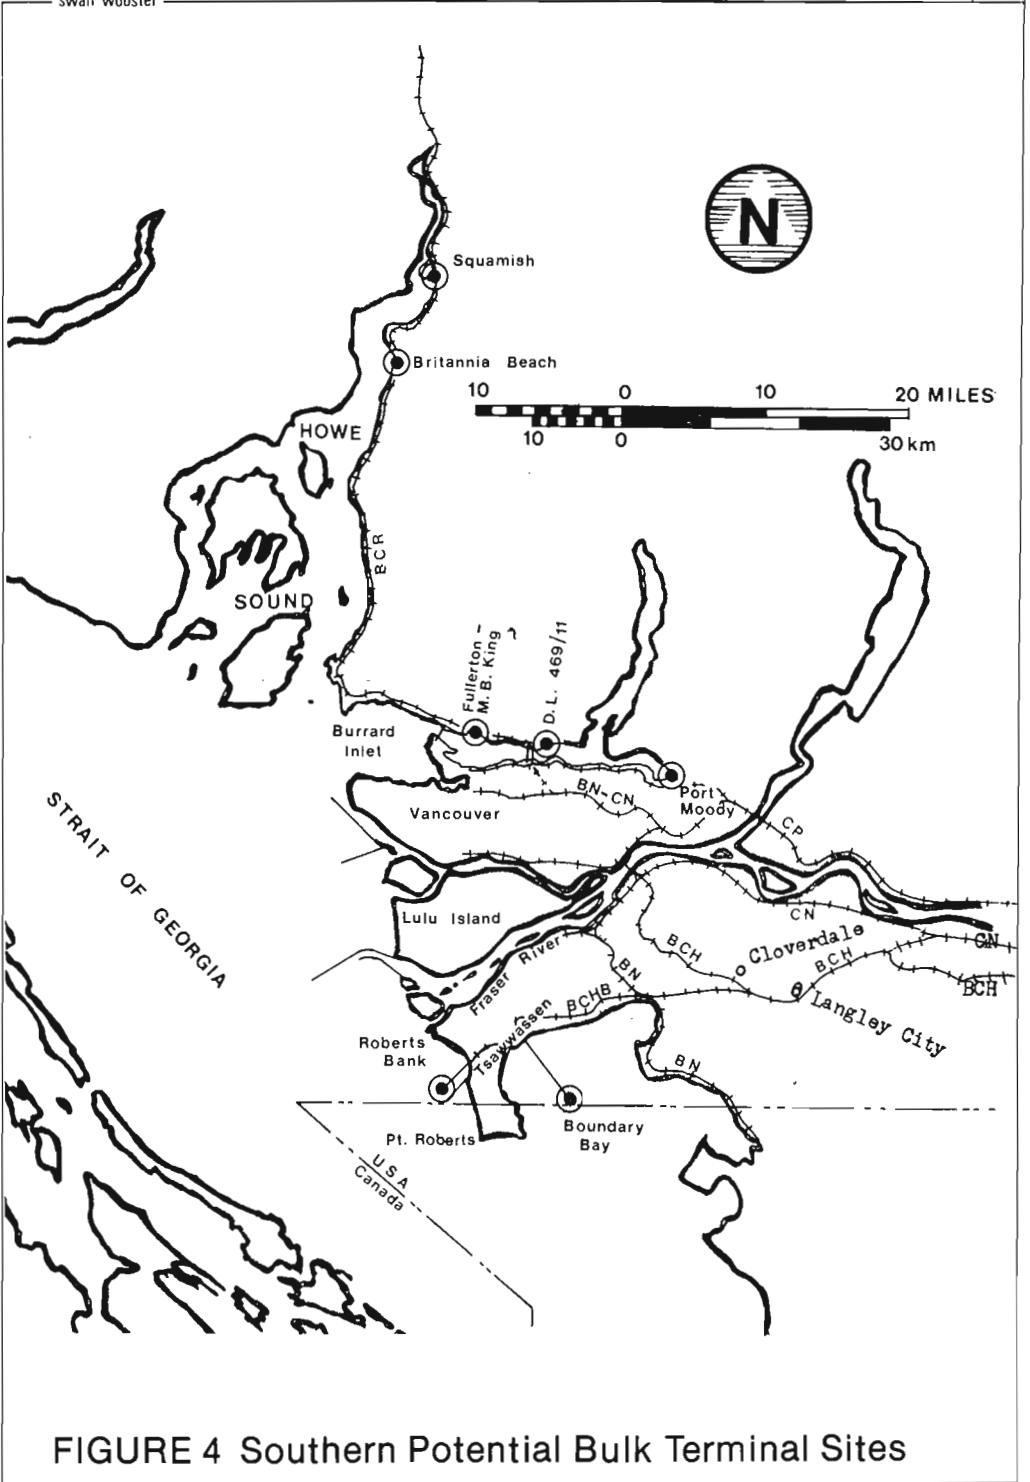 Swan Wooster
N
Squamish
Britannia Beach
10 0 10 20 MILES
10 0 30 km
HOWE
SOUND
BCR
Fullerton -
M. B. King
D. L. 469/11
Burrard
Inlet
BN-CN
Port
Moody
Vancouver
CP
STRAIT OF GEORGIA
Lulu Island
CN
CN
BCH
Cloverdale
BCH
BCH
Fraser River
BN
BCHB
Langley City
Tsawwassen
Roberts
Bank
BN
Boundary
Bay
Pt. Roberts
USA
Canada
FIGURE 4 Southern Potential Bulk Terminal Sites